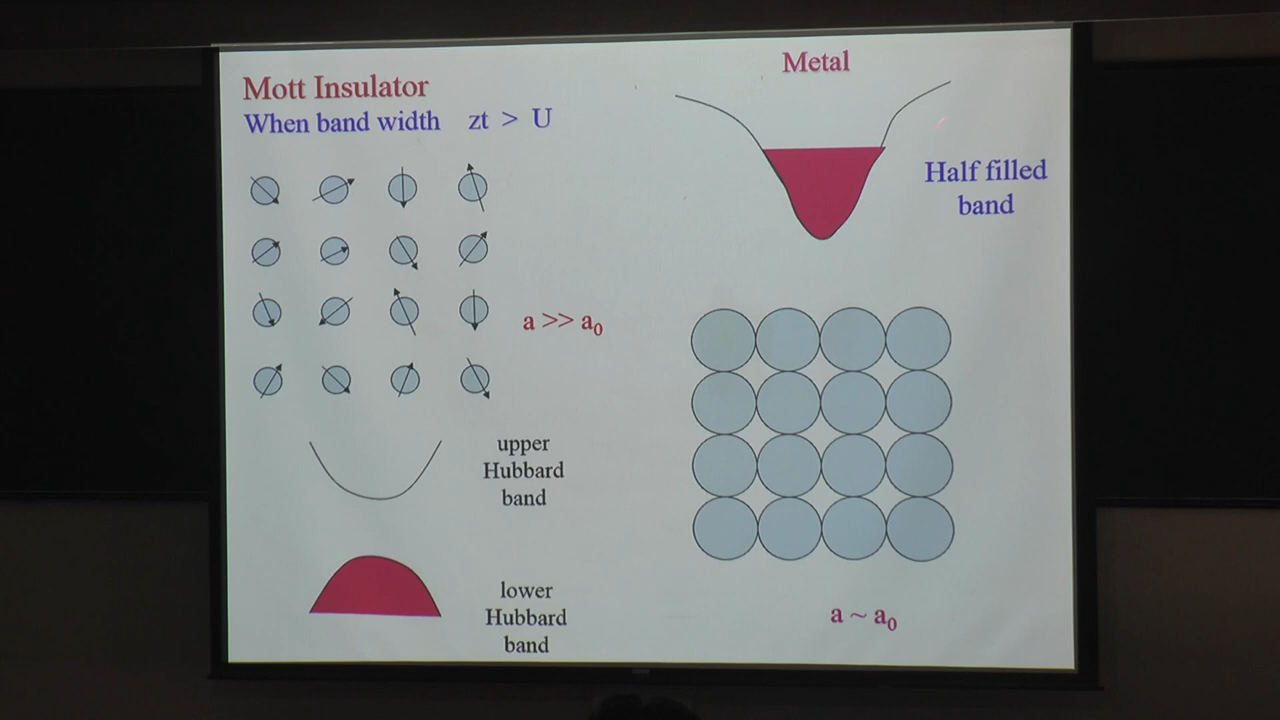 Mott Insulator
When band width zt > U
a >> a₀
upper
Hubbard
band
lower
Hubbard
band
Metal
Half filled
band
a ~ a₀